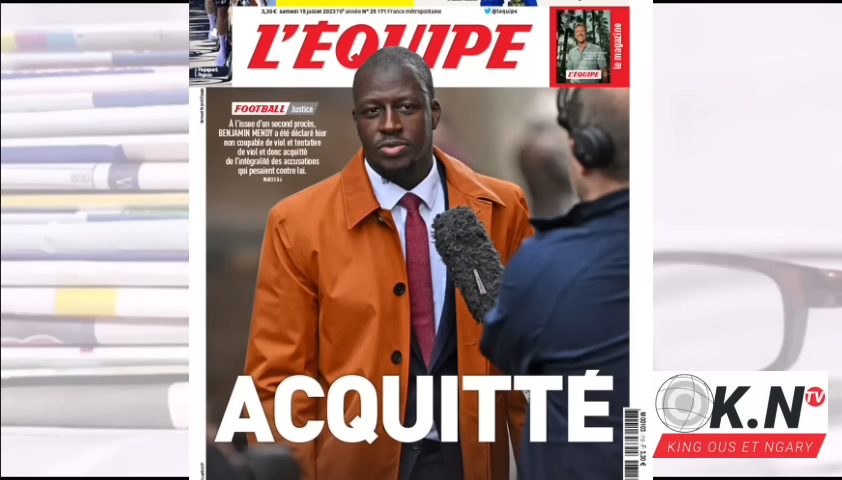 3,30 € samedi 15 juillet 2023 78e année N° 25 171 France métropolitaine
@lequipe
L'ÉQUIPE
le magazine
L'ÉQUIPE
FOOTBALL Justice
À l'issue d'un second procès,
BENJAMIN MENDY a été déclaré hier
non coupable de viol et tentative
de viol et donc acquitté
de l'intégralité des accusations
qui pesaient contre lui.
ACQUITTÉ
O.K.N TV
KING OUS ET NGARY